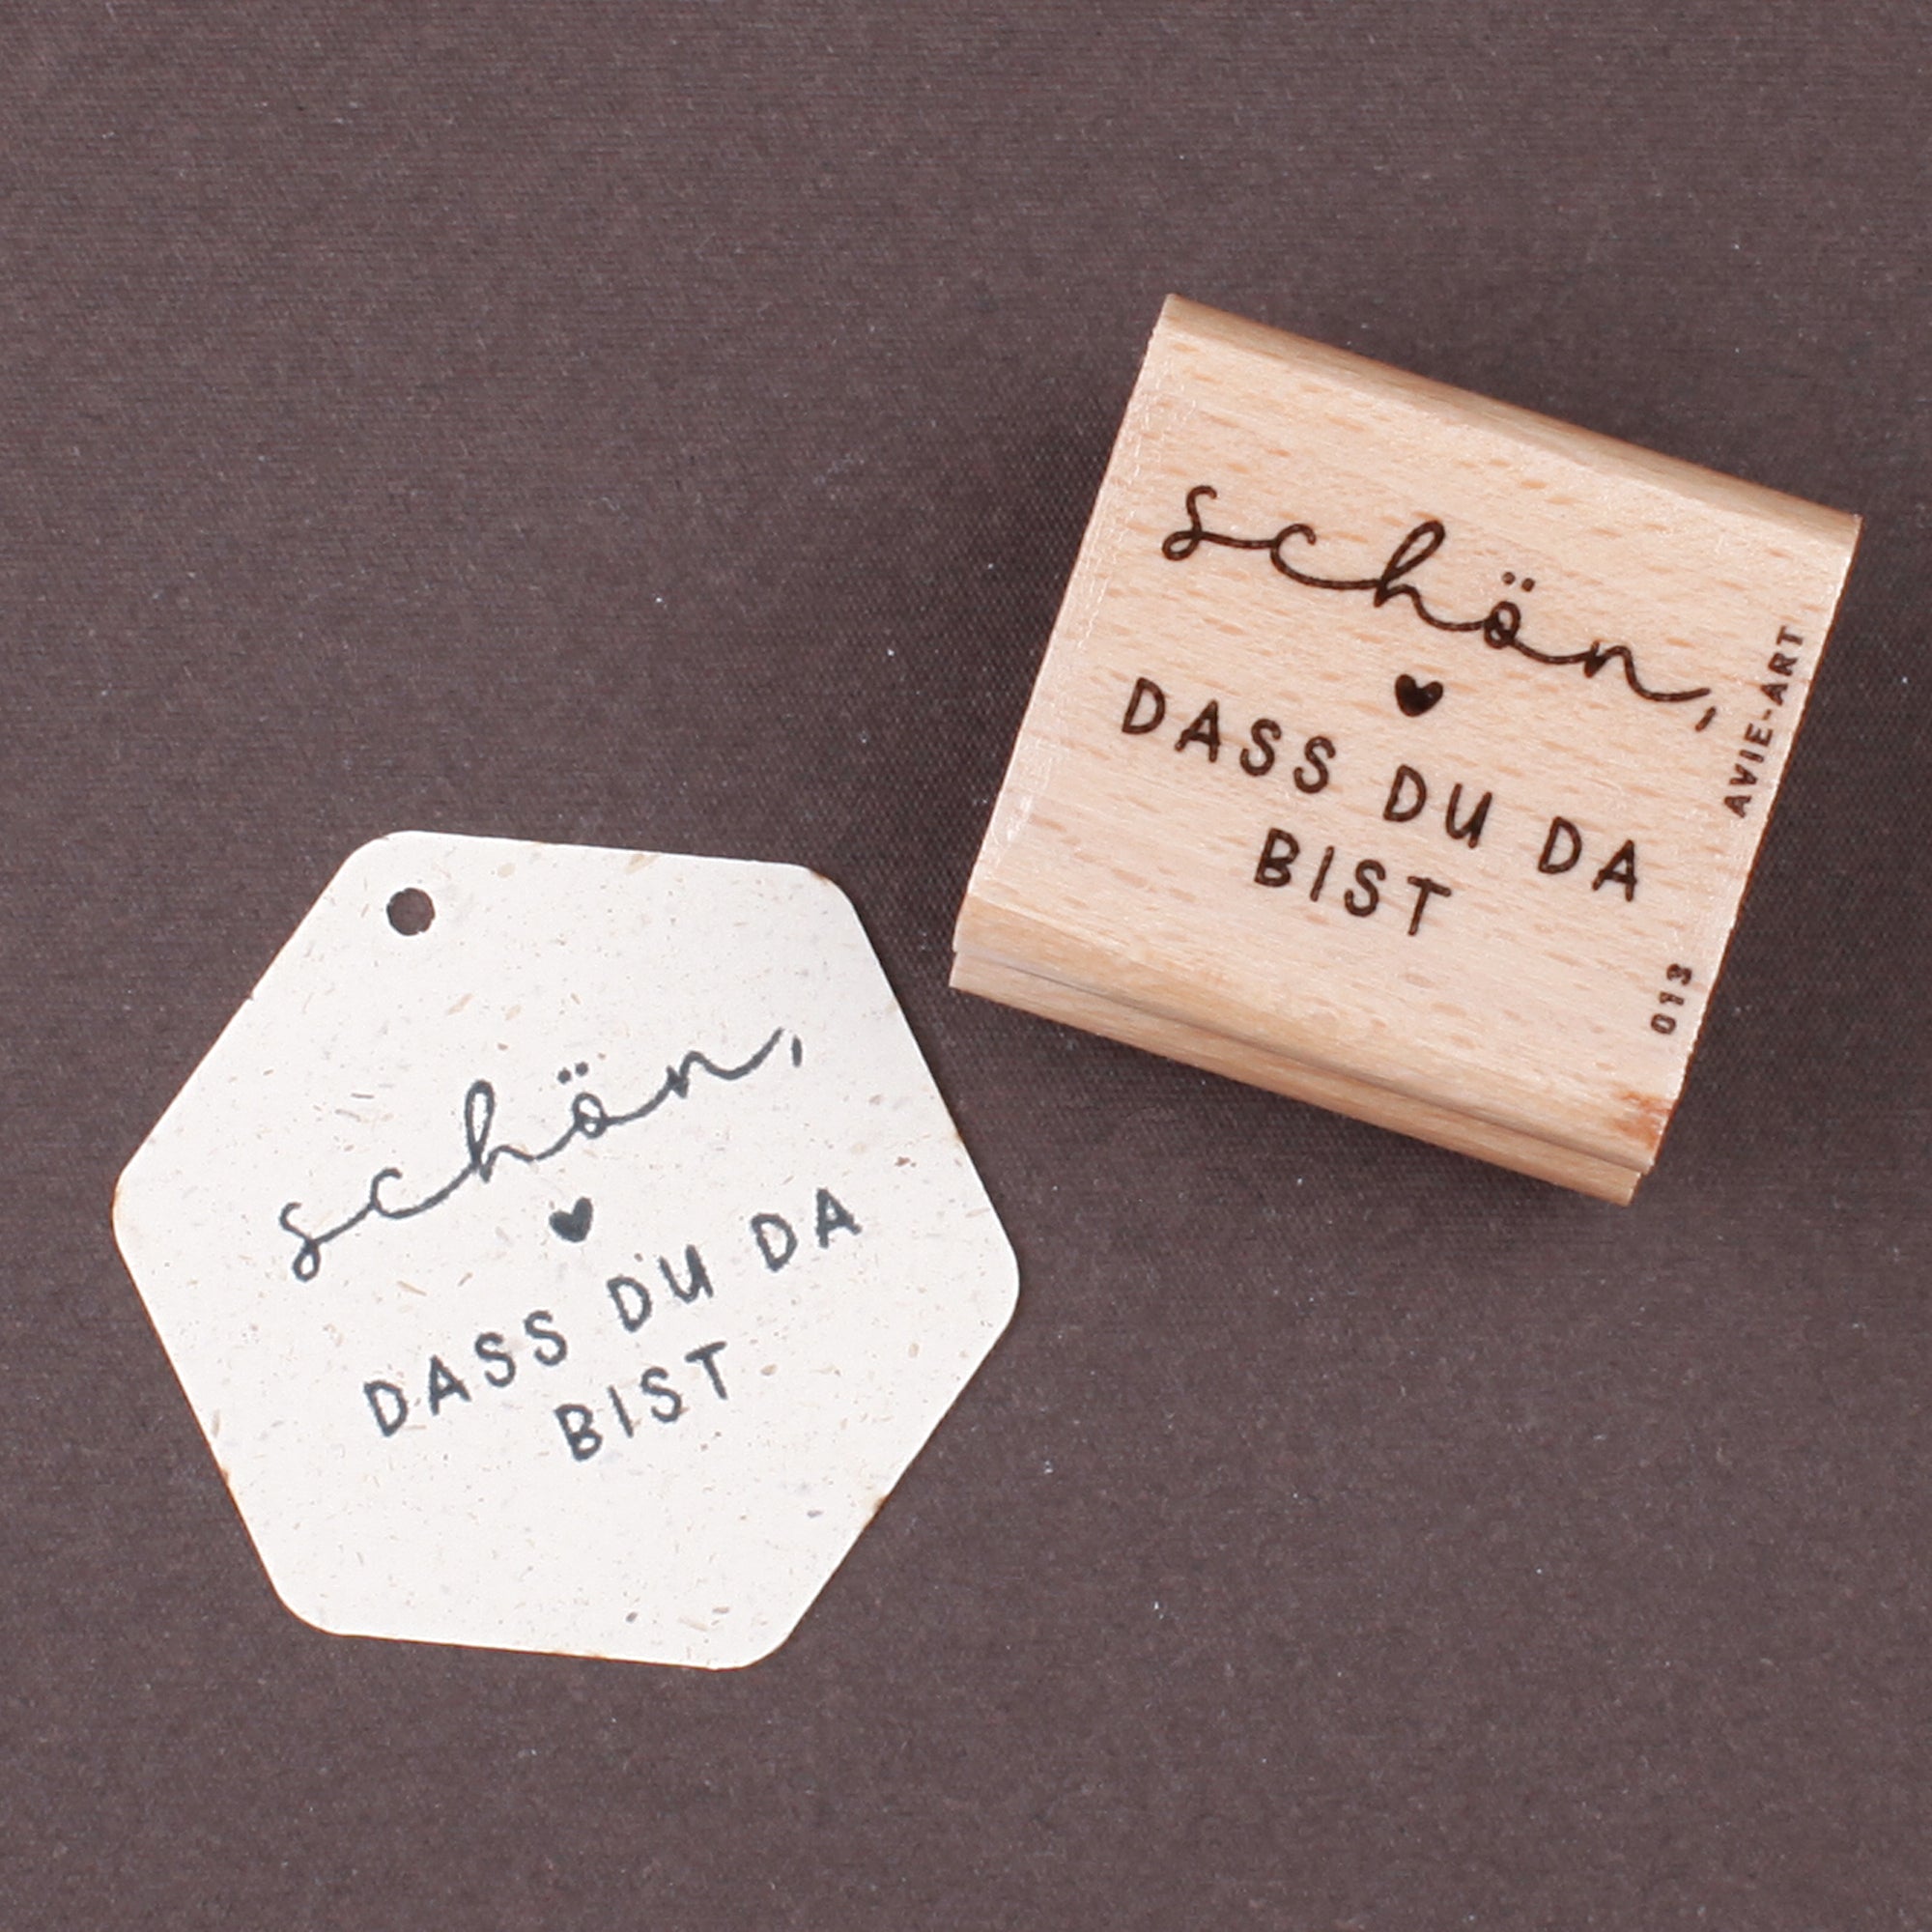 schön,
DASS DU DA
BIST
AVIE-ART
013
schön,
DASS DU DA
BIST